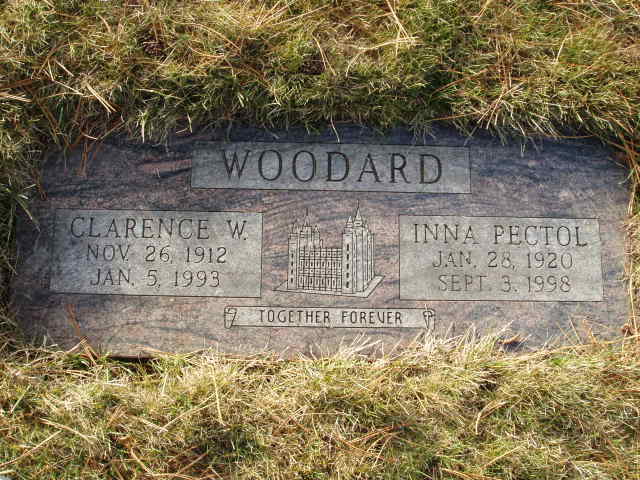 WOODARD
CLARENCE W.
NOV. 26, 1912
JAN. 5, 1993
INNA PECTOL
JAN. 28, 1920
SEPT. 3, 1998
TOGETHER FOREVER